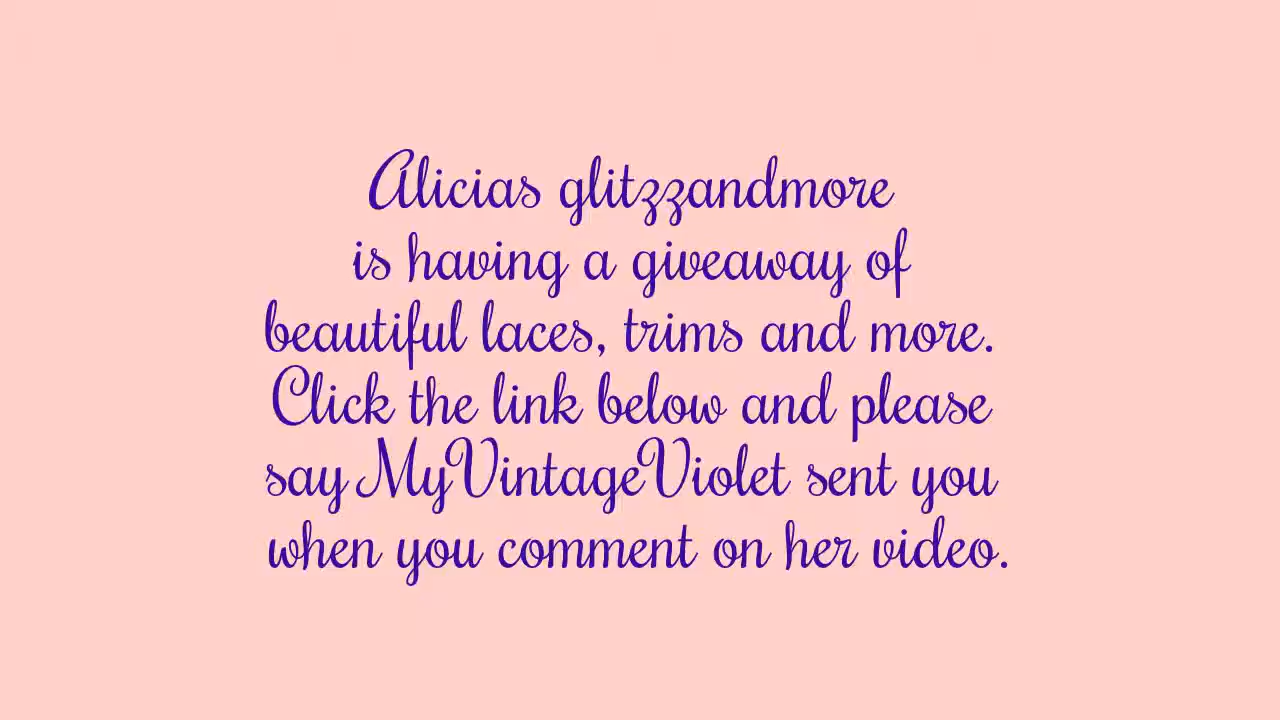 Alicias glitzzandmore
is having a giveaway of
beautiful laces, trims and more.
Click the link below and please
say MyVintageViolet sent you
when you comment on her video.